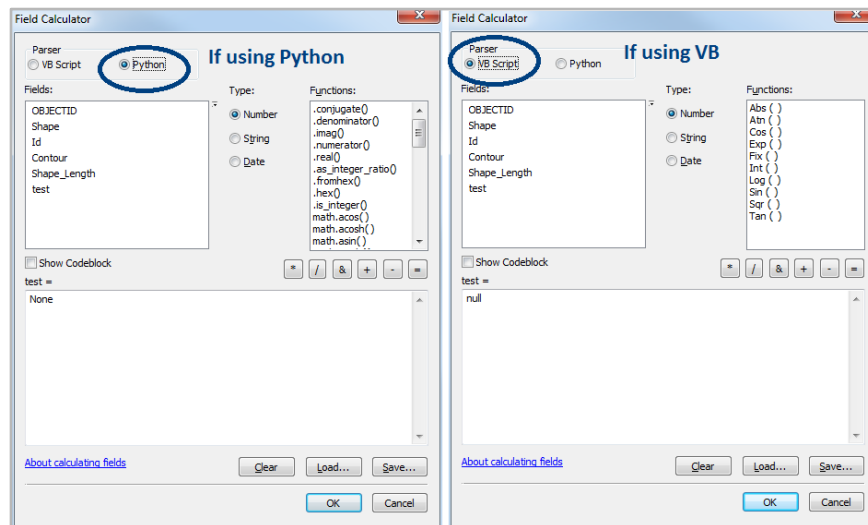 Field Calculator
Parser
VB Script
Python
If using Python
Fields:
Type:
Functions:
OBJECTID
Shape
Id
Contour
Shape_Length
test
Number
String
Date
.conjugate()
.denominator()
.imag()
.numerator()
.real()
.as_integer_ratio()
.fromhex()
.hex()
.is_integer()
math.acos( )
math.acosh( )
math.asin( )
Show Codeblock
* / & + - =
test =
None
About calculating fields
Clear
Load...
Save...
OK
Cancel
Field Calculator
Parser
VB Script
Python
If using VB
Fields:
Type:
Functions:
OBJECTID
Shape
Id
Contour
Shape_Length
test
Number
String
Date
Abs ( )
Atn ( )
Cos ( )
Exp ( )
Fix ( )
Int ( )
Log ( )
Sin ( )
Sqr ( )
Tan ( )
Show Codeblock
* / & + - =
test =
null
About calculating fields
Clear
Load...
Save...
OK
Cancel